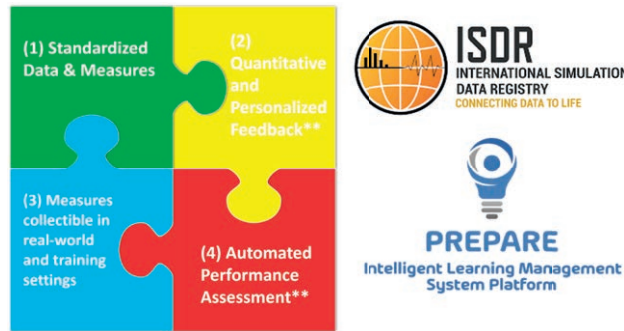 (1) Standardized
Data & Measures
(2)
Quantitative
and
Personalized
Feedback**
(3) Measures
collectible in
real-world
and training
settings
(4) Automated
Performance
Assessment**
ISDR
INTERNATIONAL SIMULATION
DATA REGISTRY
CONNECTING DATA TO LIFE
PREPARE
Intelligent Learning Management
System Platform